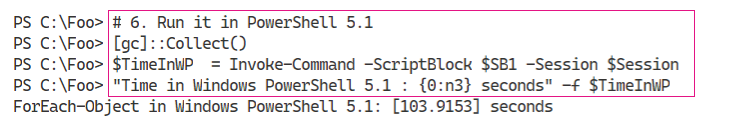 PS C:\Foo> # 6. Run it in PowerShell 5.1
PS C:\Foo> [gc]::Collect()
PS C:\Foo> $TimeInWP  = Invoke-Command -ScriptBlock $SB1 -Session $Session
PS C:\Foo> "Time in Windows PowerShell 5.1 : {0:n3} seconds" -f $TimeInWP
ForEach-Object in Windows PowerShell 5.1: [103.9153] seconds